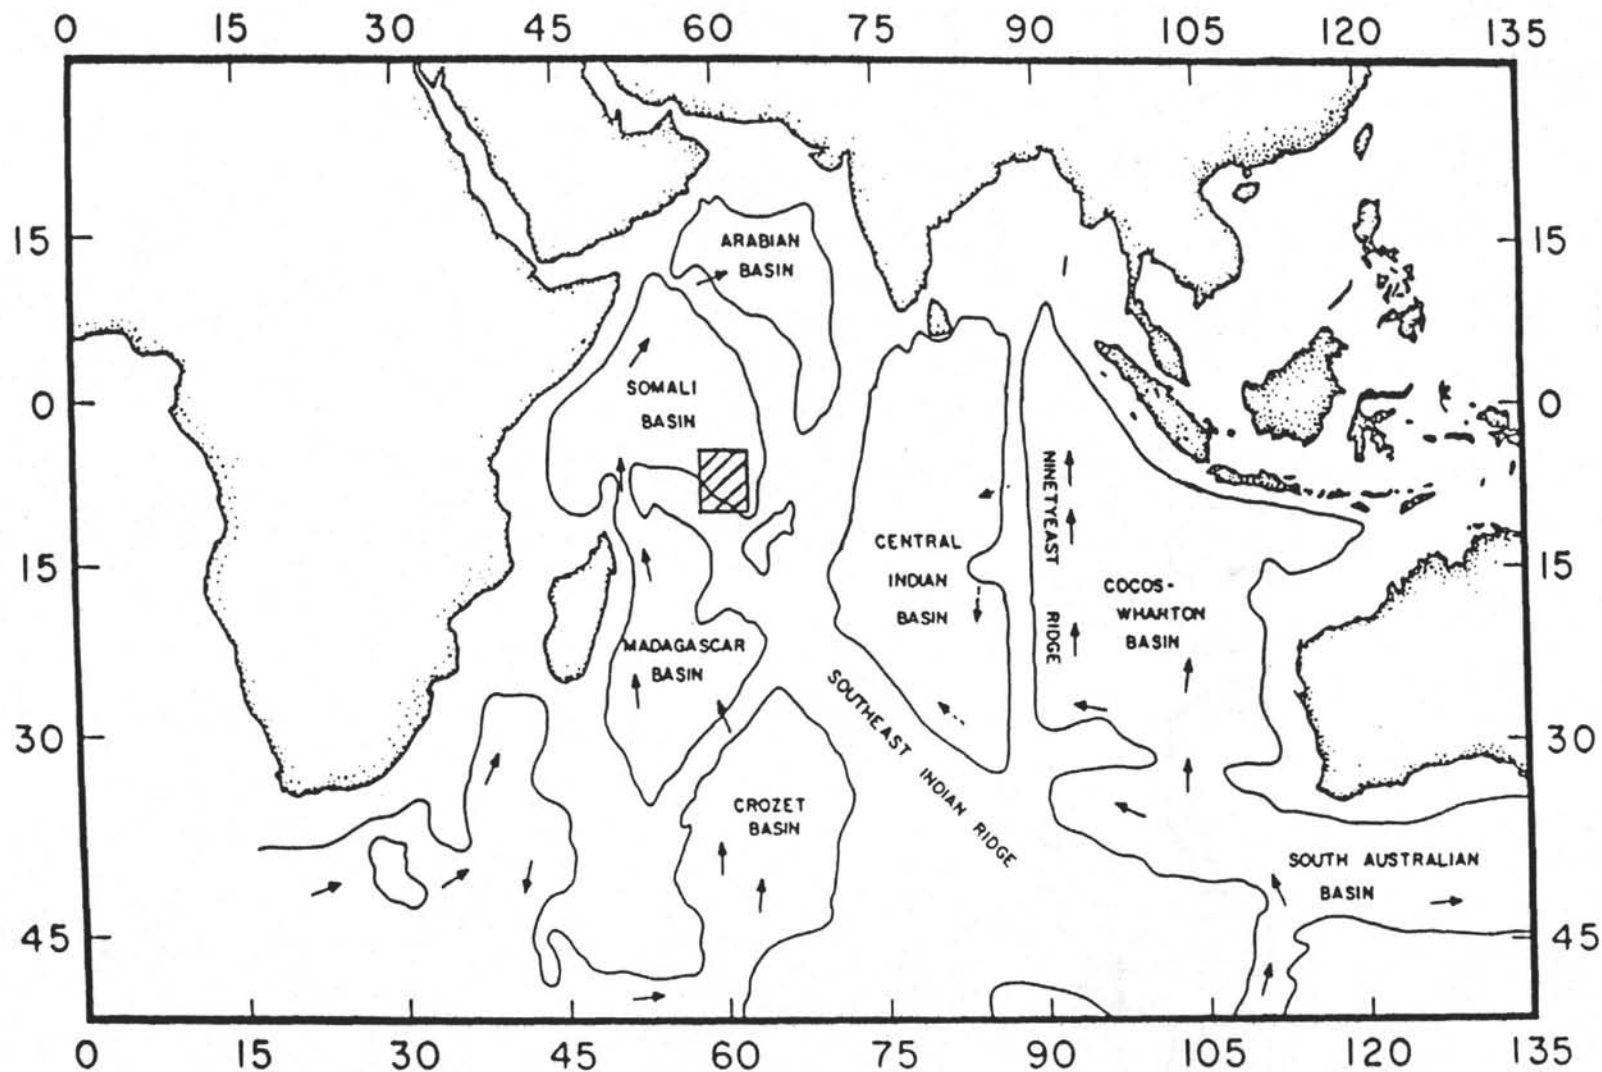 0 15 30 45 60 75 90 105 120 135
15 15
ARABIAN
BASIN
SOMALI
BASIN
0 0
NINETYEAST RIDGE
CENTRAL
INDIAN
BASIN
15 15
COCOS-
WHARTON
BASIN
MADAGASCAR
BASIN
SOUTHEAST INDIAN RIDGE
30 30
CROZET
BASIN
SOUTH AUSTRALIAN
BASIN
45 45
0 15 30 45 60 75 90 105 120 135